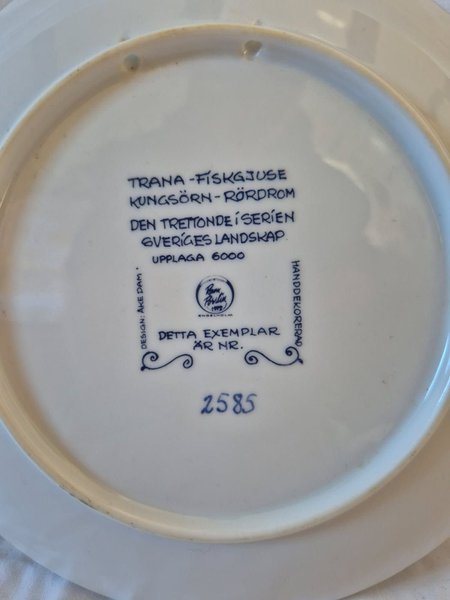 TRANA - FISKGJUSE
KUNGSÖRN - RÖRDROM
DEN TRETTONDE I SERIEN
SVERIGES LANDSKAP
UPPLAGA 6000
DESIGN: ÅKE DAM.
HANDDEKORERAD
ENGELHOLM
DETTA EXEMPLAR
ÄR NR.
2585